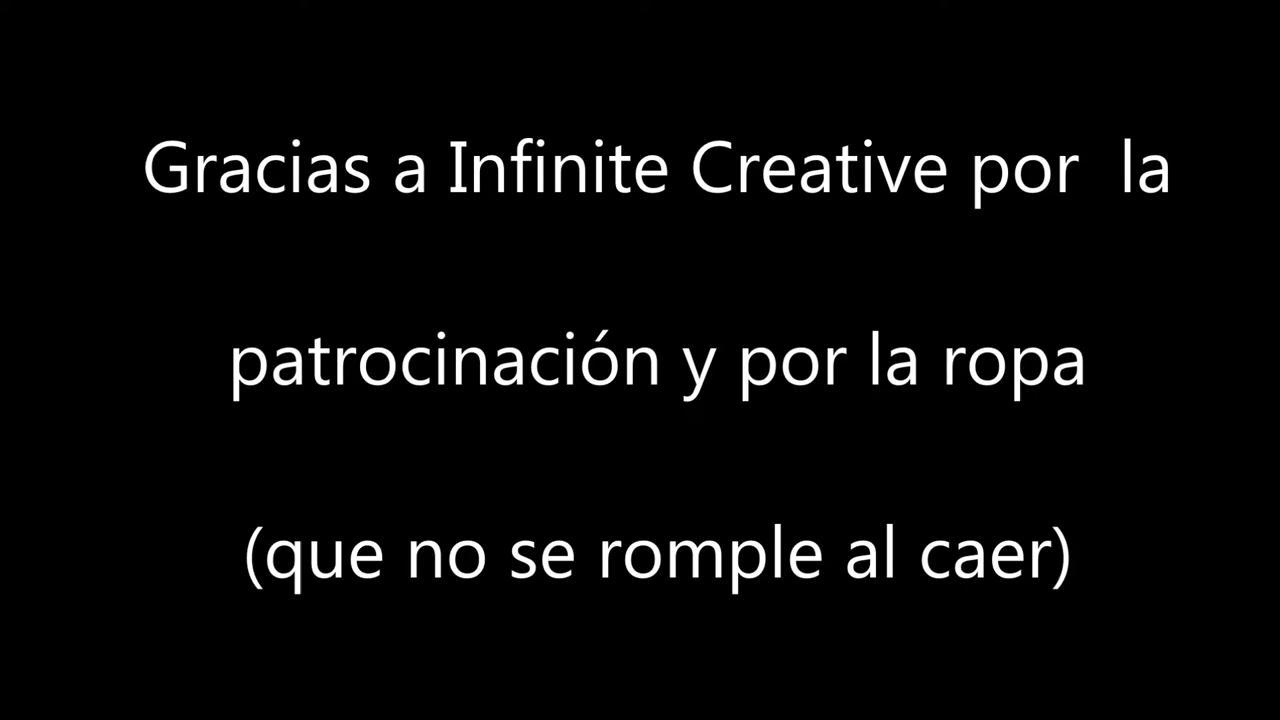 Gracias a Infinite Creative por  la
patrocinación y por la ropa
(que no se romple al caer)